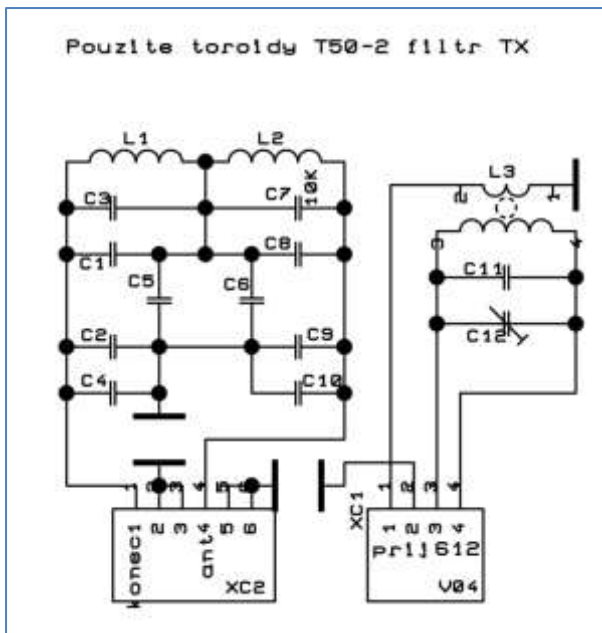 Pouzite toroidy T50-2 filtr TX
L1 L2
C3 C7 10K
C1 C8
C5 C6
C2 C9
C4 C10
L3
2 1
3 4
C11
C12
1 2 3 4 5 6
1 2 3 4 5 6
konec1 ant4
XC2
XC1
1 2 3 4
1 2 3 4
prij612
V04